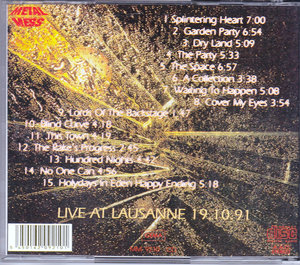 METAL
MESS
1 Splintering Heart 7:00
2. Garden Party 6:54
3. Dry Land 5:09
4. The Party 5:33
5. The Space 6:57
6. A Collection 3:38
Waiting To Happen 5:08
8. Cover My Eyes 3:54
9. Lords Of The Backstage 1:47
10. Blind Curve 4:18
11. This Town 4:19
12. The Rake's Progress 2:45
13. Hundred Nights 4:17
14. No One Can 4:56
15. Holydays In Eden/Happy Ending 5:15
LIVE AT LAUSANNE 19.10.91